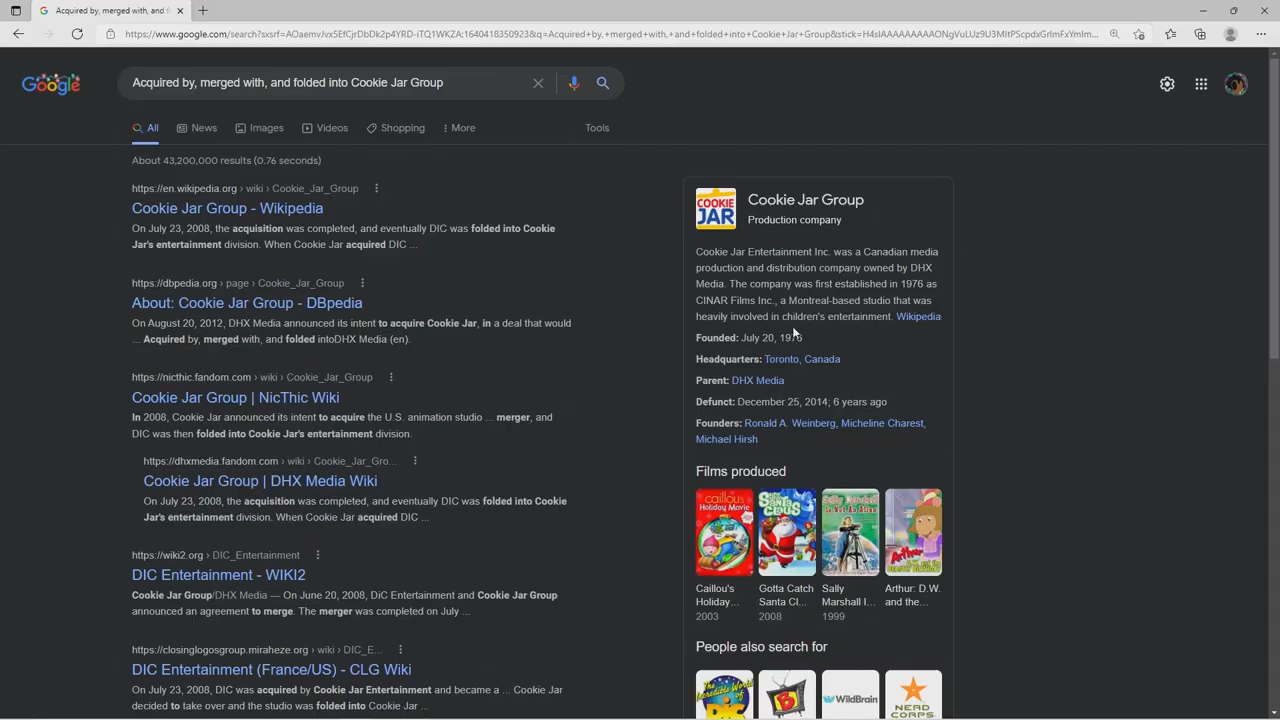 Acquired by, merged with, and f
https://www.google.com/search?sxsrf=AOaemvJvx5EfCjrDbDk2p4YRD-iTQ1WKZA:1640418350923&q=Acquired+by,+merged+with,+and+folded+into+Cookie+Jar+Group&stick=H4sIAAAAAAAAAONgVuLUz9U3MItPScpdxGrlmFxYmlm...
Google
Acquired by, merged with, and folded into Cookie Jar Group
All
News
Images
Videos
Shopping
More
Tools
About 43,200,000 results (0.76 seconds)
https://en.wikipedia.org › wiki › Cookie_Jar_Group
Cookie Jar Group - Wikipedia
On July 23, 2008, the acquisition was completed, and eventually DIC was folded into Cookie
Jar's entertainment division. When Cookie Jar acquired DIC ...
https://dbpedia.org › page › Cookie_Jar_Group
About: Cookie Jar Group - DBpedia
On August 20, 2012, DHX Media announced its intent to acquire Cookie Jar, in a deal that would
... Acquired by, merged with, and folded intoDHX Media (en).
https://nicthic.fandom.com › wiki › Cookie_Jar_Group
Cookie Jar Group | NicThic Wiki
In 2008, Cookie Jar announced its intent to acquire the U.S. animation studio ... merger, and
DIC was then folded into Cookie Jar's entertainment division.
https://dhxmedia.fandom.com › wiki › Cookie_Jar_Gro...
Cookie Jar Group | DHX Media Wiki
On July 23, 2008, the acquisition was completed, and eventually DIC was folded into Cookie
Jar's entertainment division. When Cookie Jar acquired DIC ...
https://wiki2.org › DIC_Entertainment
DIC Entertainment - WIKI2
Cookie Jar Group/DHX Media — On June 20, 2008, DiC Entertainment and Cookie Jar Group
announced an agreement to merge. The merger was completed on July ...
https://closinglogosgroup.miraheze.org › wiki › DIC_E...
DIC Entertainment (France/US) - CLG Wiki
On July 23, 2008, DIC was acquired by Cookie Jar Entertainment and became a ... Cookie Jar
decided to take over and the studio was folded into Cookie Jar ...
COOKIE
JAR
Cookie Jar Group
Production company
Cookie Jar Entertainment Inc. was a Canadian media
production and distribution company owned by DHX
Media. The company was first established in 1976 as
CINAR Films Inc., a Montreal-based studio that was
heavily involved in children's entertainment. Wikipedia
Founded: July 20, 1976
Headquarters: Toronto, Canada
Parent: DHX Media
Defunct: December 25, 2014; 6 years ago
Founders: Ronald A. Weinberg, Micheline Charest,
Michael Hirsh
Films produced
caillou's
Holiday Movie
Santa Claus
Arthur
Caillou's
Holiday...
2003
Gotta Catch
Santa Cl...
2008
Sally
Marshall I...
1999
Arthur: D.W.
and the...
People also search for
The
Incredible
World of
DIC
B
WildBrain
NERD
CORPS